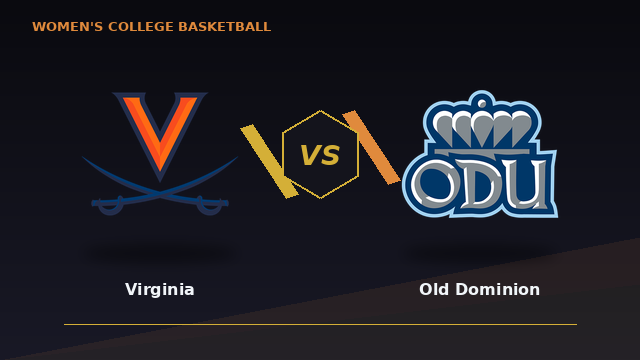 WOMEN'S COLLEGE BASKETBALL
V
VS
ODU
Virginia
Old Dominion